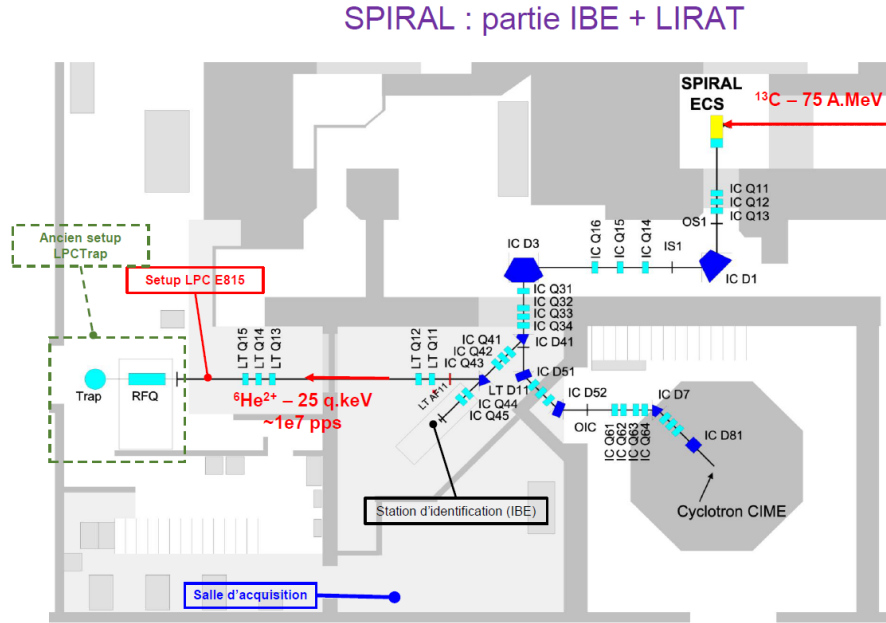 SPIRAL : partie IBE + LIRAT
SPIRAL
ECS
¹³C – 75 A.MeV
IC Q11
IC Q12
IC Q13
OS1
IC D1
IS1
IC Q14
IC Q15
IC Q16
IC D3
Ancien setup
LPCTrap
Setup LPC E815
IC Q31
IC Q32
IC Q33
IC Q34
IC D41
IC Q41
IC Q42
IC Q43
LT Q15
LT Q14
LT Q13
LT Q12
LT Q11
LT AF11
LT D11
IC D51
IC Q44
IC Q45
IC D52
OIC
IC Q61
IC Q62
IC Q63
IC Q64
IC D7
IC D81
Trap
RFQ
⁶He²⁺ – 25 q.keV
~1e7 pps
Station d'identification (IBE)
Cyclotron CIME
Salle d'acquisition